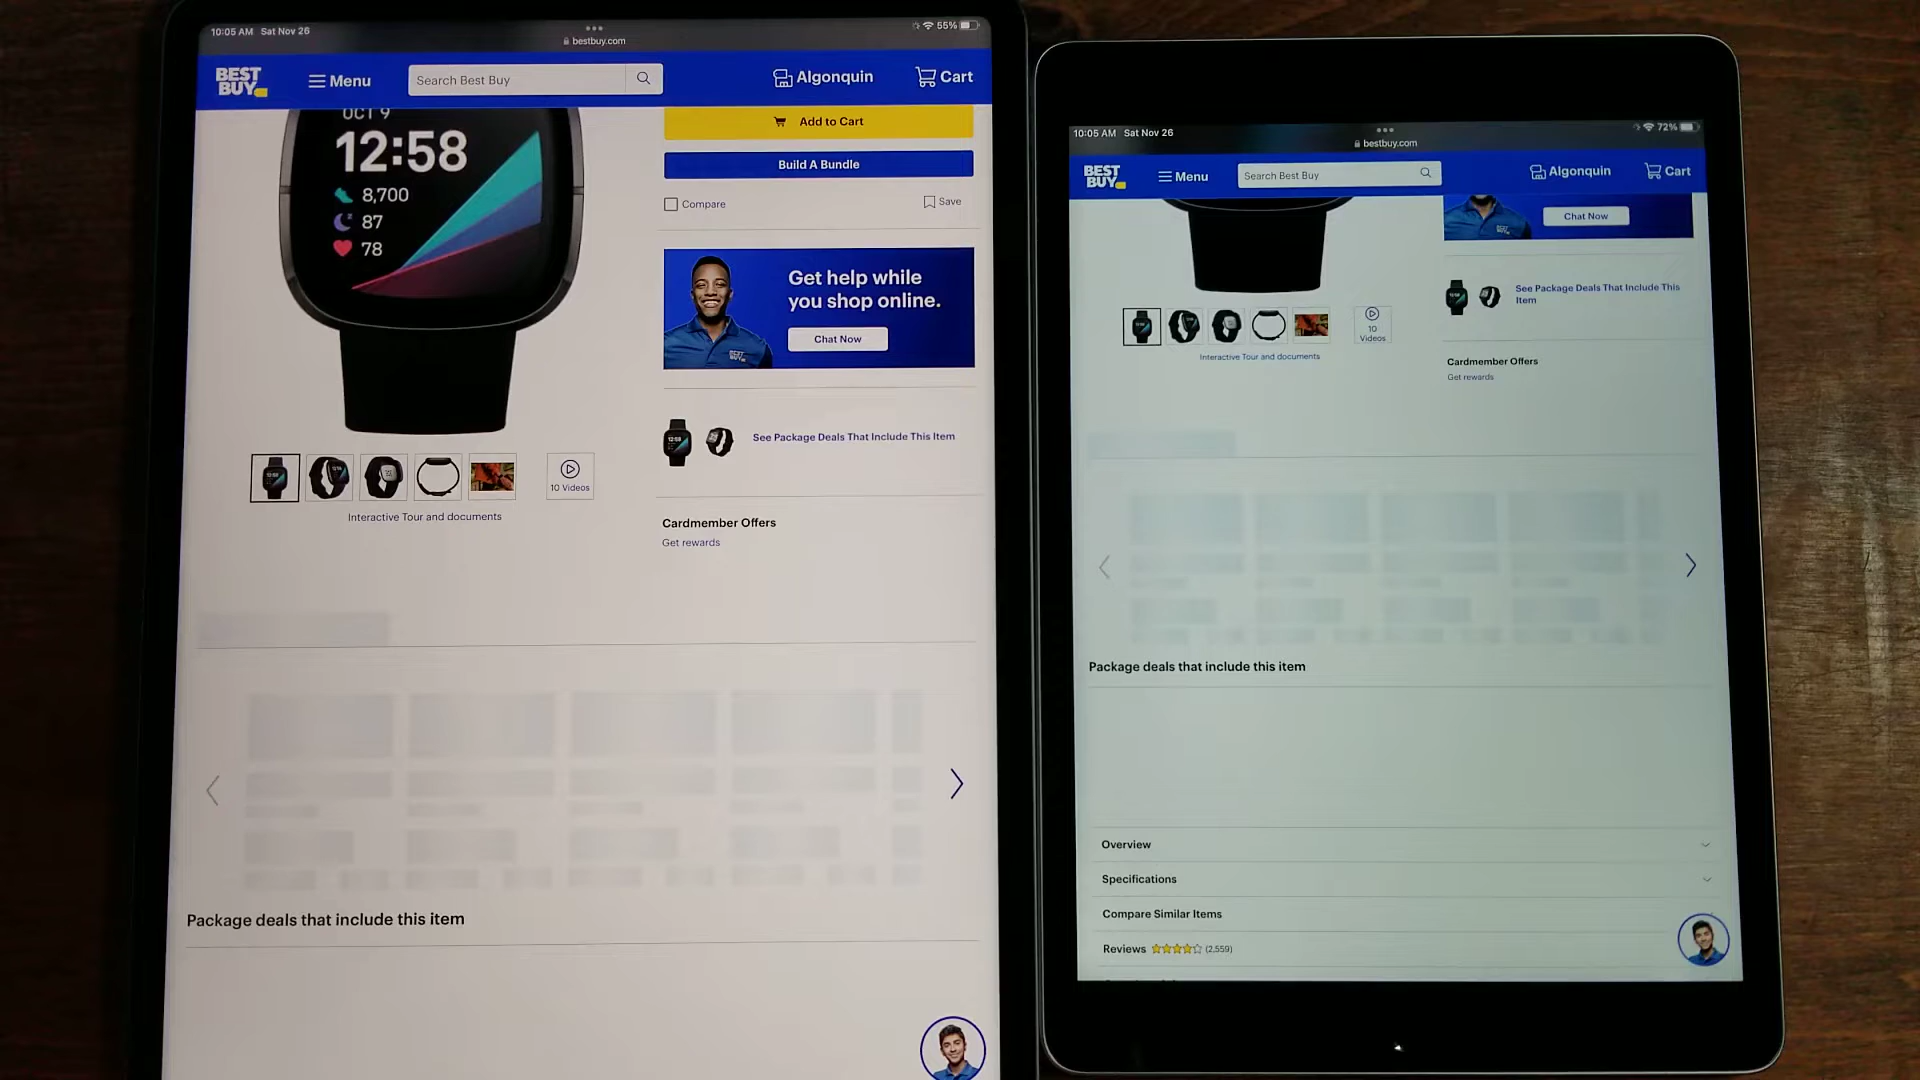 10:05 AM Sat Nov 26
bestbuy.com
55%
BEST
BUY
Menu
Search Best Buy
Algonquin
Cart
OCT 9
12:58
8,700
87
78
Add to Cart
Build A Bundle
Compare
Save
Get help while
you shop online.
Chat Now
See Package Deals That Include This Item
10 Videos
Interactive Tour and documents
Cardmember Offers
Get rewards
Package deals that include this item
10:05 AM Sat Nov 26
bestbuy.com
72%
BEST
BUY
Menu
Search Best Buy
Algonquin
Cart
Chat Now
See Package Deals That Include This
Item
10
Videos
Interactive Tour and documents
Cardmember Offers
Get rewards
Package deals that include this item
Overview
Specifications
Compare Similar Items
Reviews (2,559)